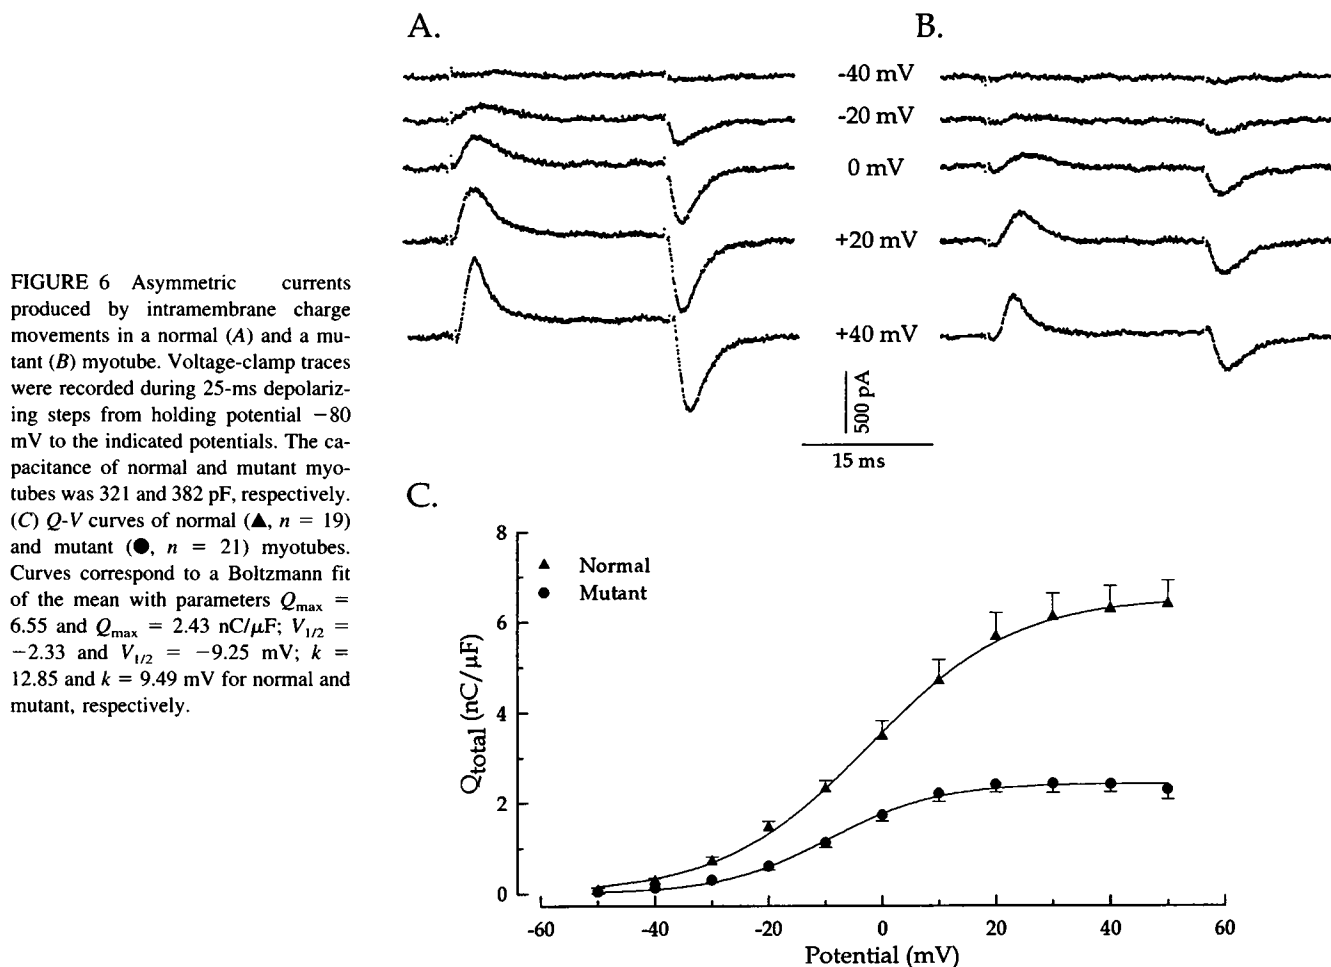 FIGURE 6 Asymmetric currents
produced by intramembrane charge
movements in a normal (A) and a mu-
tant (B) myotube. Voltage-clamp traces
were recorded during 25-ms depolariz-
ing steps from holding potential −80
mV to the indicated potentials. The ca-
pacitance of normal and mutant myo-
tubes was 321 and 382 pF, respectively.
(C) Q-V curves of normal (▲, n = 19)
and mutant (●, n = 21) myotubes.
Curves correspond to a Boltzmann fit
of the mean with parameters Qmax =
6.55 and Qmax = 2.43 nC/μF; V1/2 =
−2.33 and V1/2 = −9.25 mV; k =
12.85 and k = 9.49 mV for normal and
mutant, respectively.
A.
B.
-40 mV
-20 mV
0 mV
+20 mV
+40 mV
500 pA
15 ms
C.
Qtotal (nC/μF)
8
6
4
2
0
▲ Normal
● Mutant
-60
-40
-20
0
20
40
60
Potential (mV)